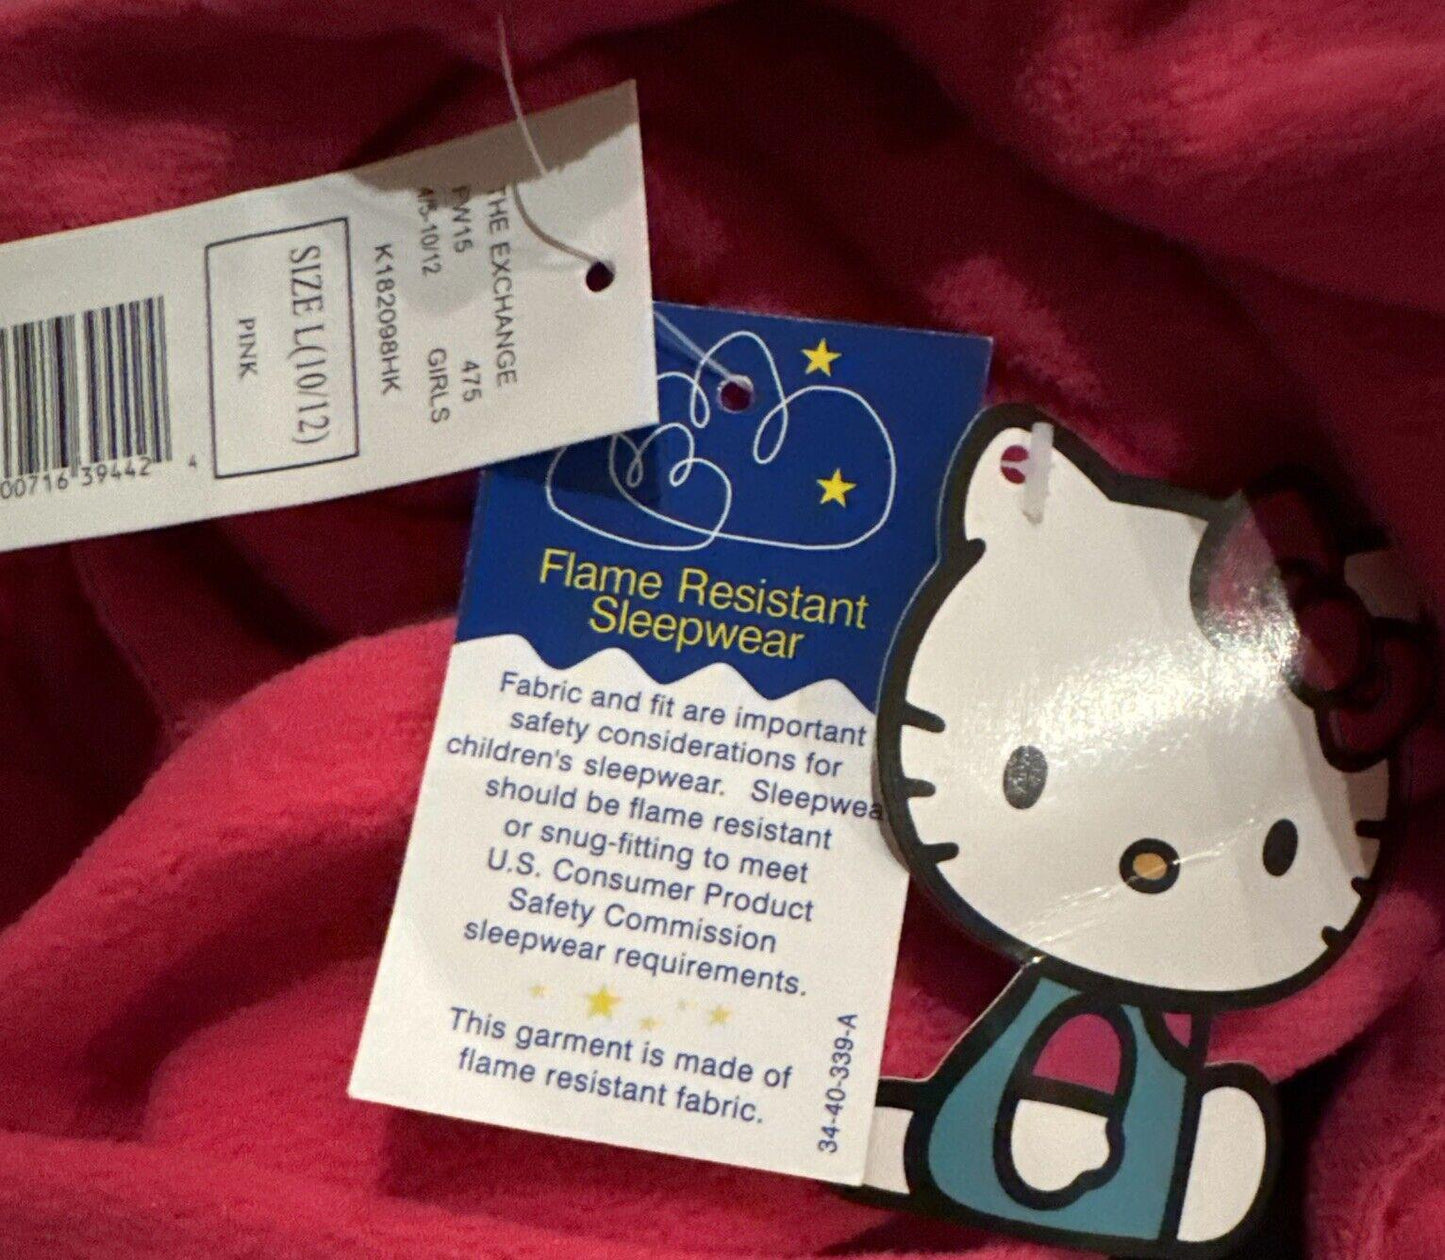 THE EXCHANGE
FW15 475
4/5-10/12 GIRLS
K182098HK
SIZE L(10/12)
PINK
00716 39442 4
Flame Resistant
Sleepwear
Fabric and fit are important
safety considerations for
children's sleepwear. Sleepwea
should be flame resistant
or snug-fitting to meet
U.S. Consumer Product
Safety Commission
sleepwear requirements.
This garment is made of
flame resistant fabric.
34-40-339-A